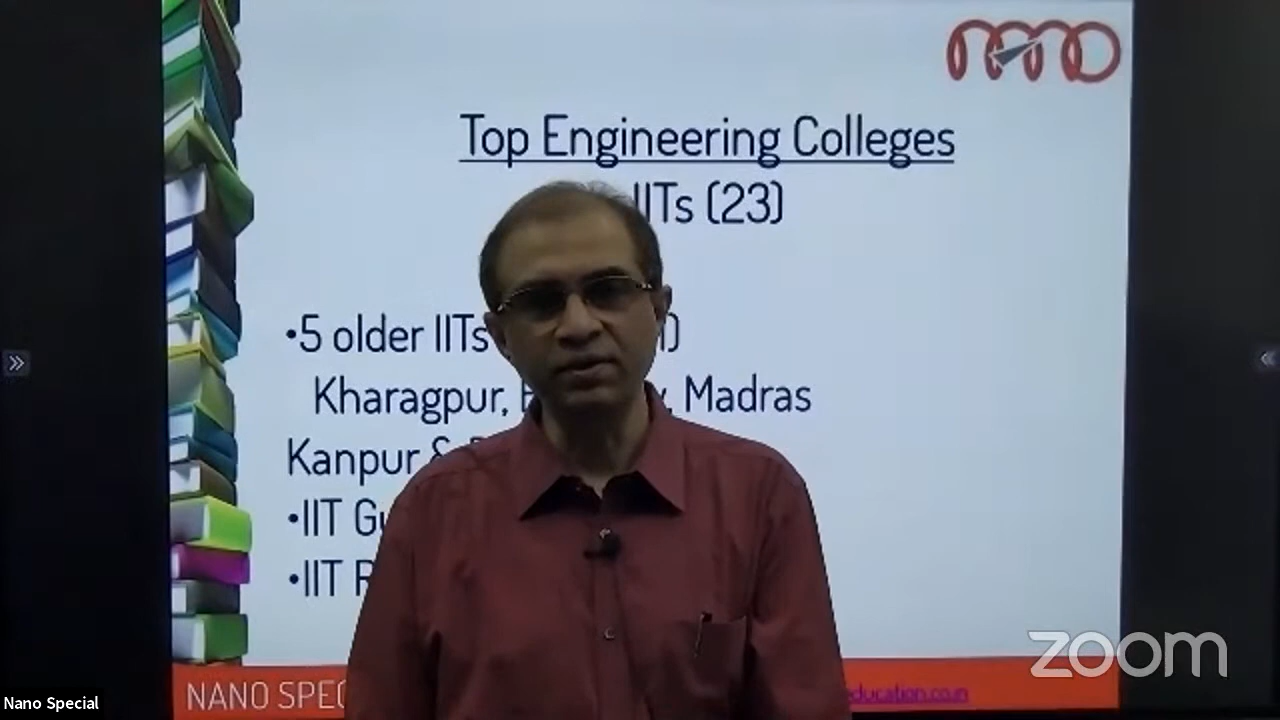 Top Engineering Colleges
IITs (23)
•5 older IITs
Kharagpur, Madras
Kanpur &
•IIT
•IIT
NANO
education.co.in
zoom
Nano Special